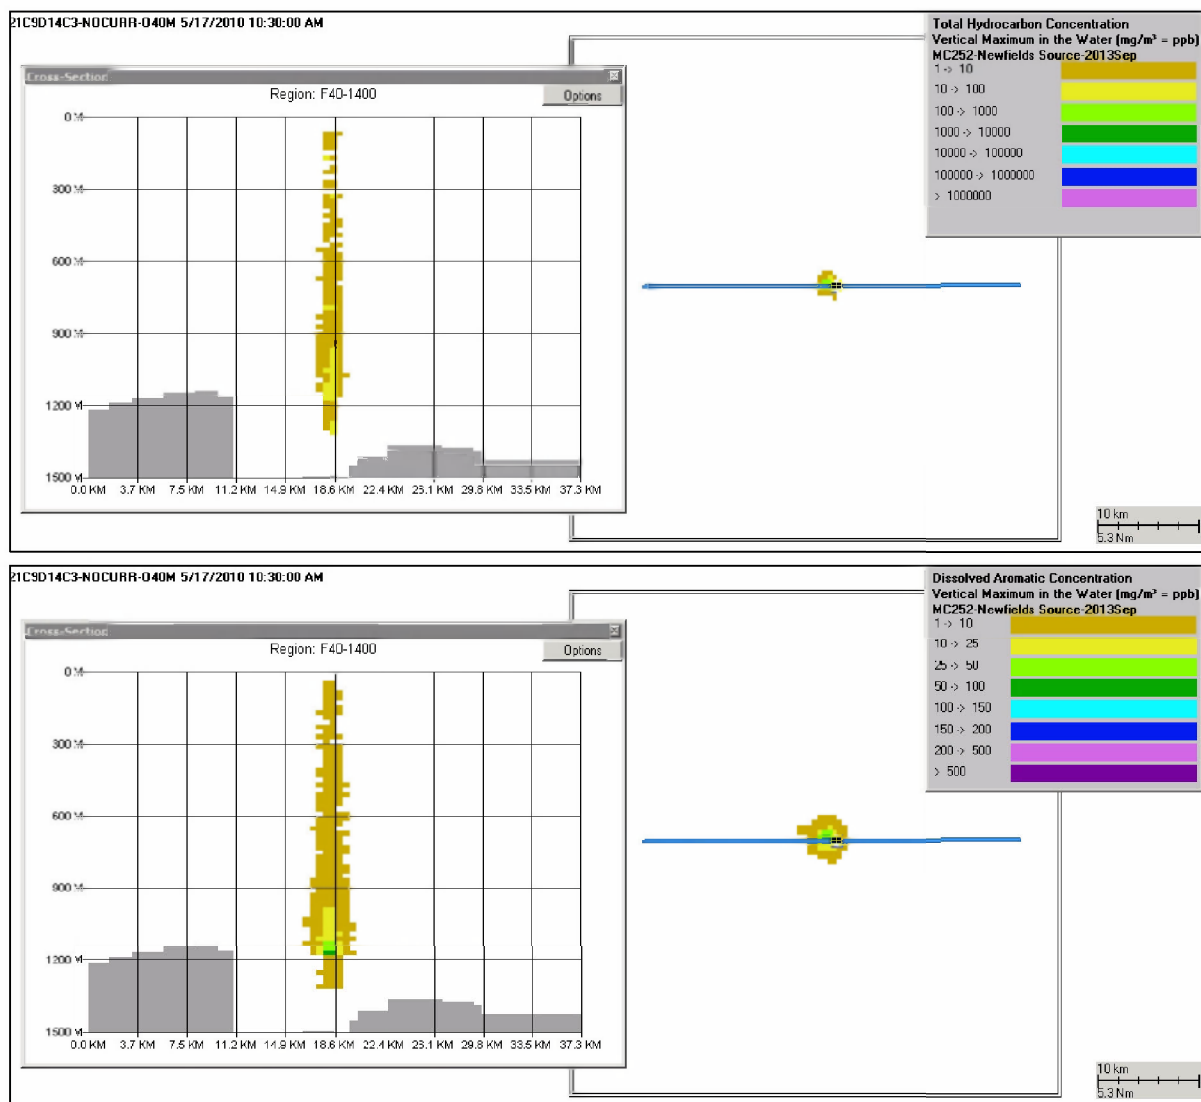 21C9D14C3-NOCURR-O40M 5/17/2010 10:30:00 AM
Cross-Section
Region: F40-1400
Options
0 M
300 M
600 M
900 M
1200 M
1500 M
0.0 KM 3.7 KM 7.5 KM 11.2 KM 14.9 KM 18.6 KM 22.4 KM 26.1 KM 29.8 KM 33.5 KM 37.3 KM
Total Hydrocarbon Concentration
Vertical Maximum in the Water (mg/m³ = ppb)
MC252-Newfields Source-2013Sep
1 -> 10
10 -> 100
100 -> 1000
1000 -> 10000
10000 -> 100000
100000 -> 1000000
> 1000000
10 km
5.3 Nm
21C9D14C3-NOCURR-O40M 5/17/2010 10:30:00 AM
Cross-Section
Region: F40-1400
Options
0 M
300 M
600 M
900 M
1200 M
1500 M
0.0 KM 3.7 KM 7.5 KM 11.2 KM 14.9 KM 18.6 KM 22.4 KM 26.1 KM 29.8 KM 33.5 KM 37.3 KM
Dissolved Aromatic Concentration
Vertical Maximum in the Water (mg/m³ = ppb)
MC252-Newfields Source-2013Sep
1 -> 10
10 -> 25
25 -> 50
50 -> 100
100 -> 150
150 -> 200
200 -> 500
> 500
10 km
5.3 Nm